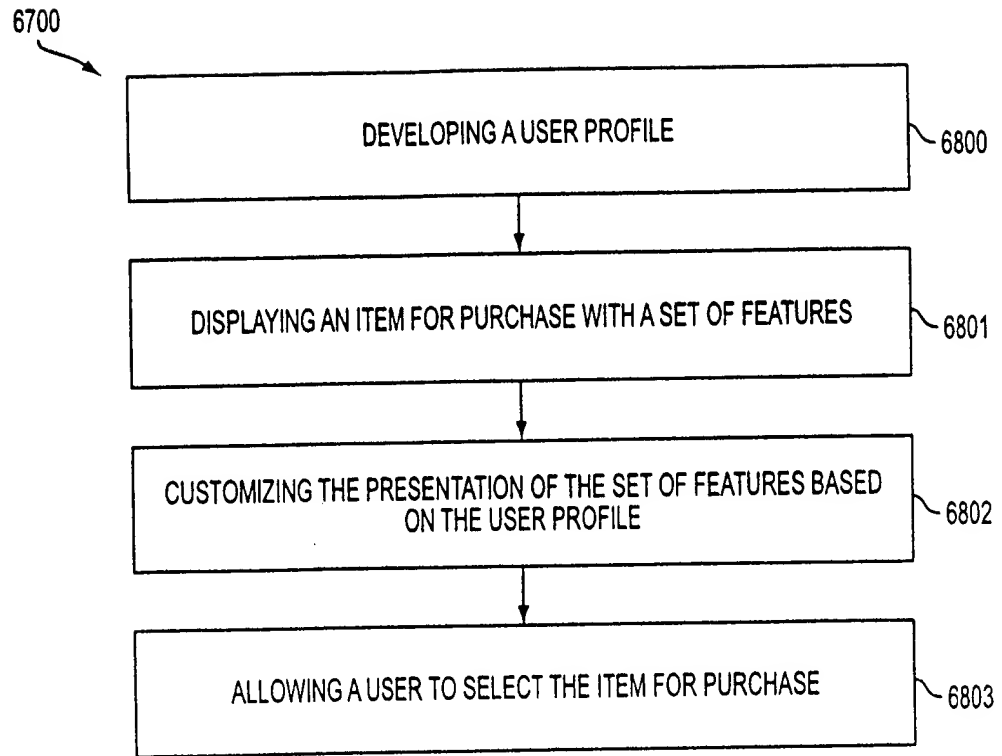 6700
DEVELOPING A USER PROFILE
6800
DISPLAYING AN ITEM FOR PURCHASE WITH A SET OF FEATURES
6801
CUSTOMIZING THE PRESENTATION OF THE SET OF FEATURES BASED
ON THE USER PROFILE
6802
ALLOWING A USER TO SELECT THE ITEM FOR PURCHASE
6803